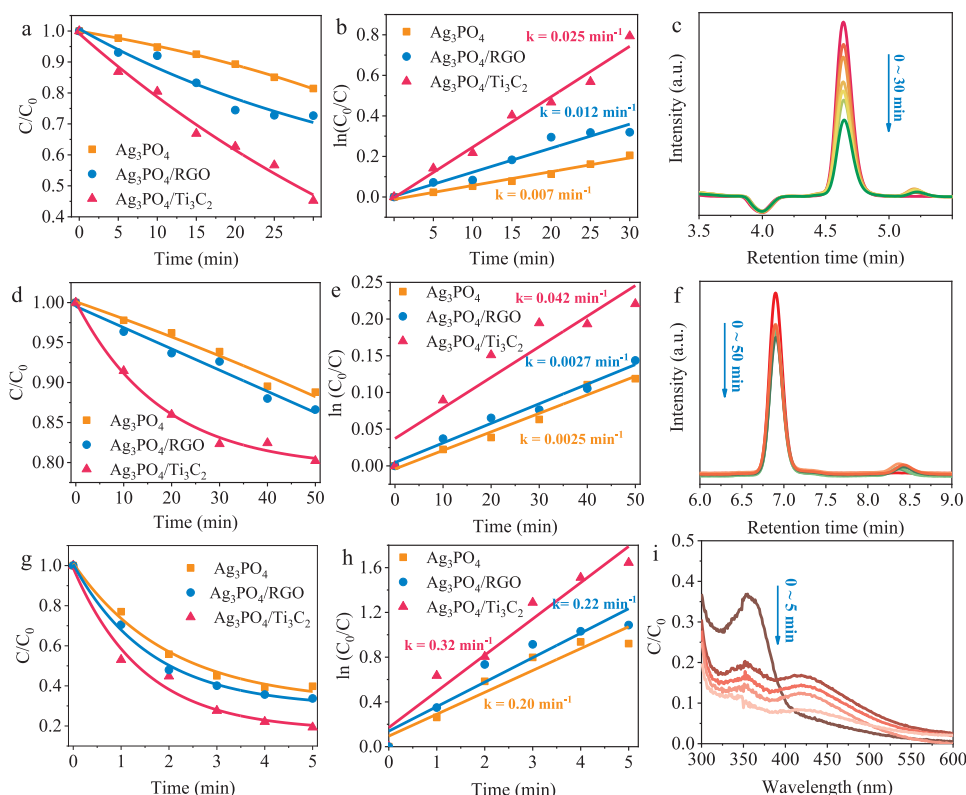 a
C/C₀
1.0
0.9
0.8
0.7
0.6
0.5
0.4
Ag₃PO₄
Ag₃PO₄/RGO
Ag₃PO₄/Ti₃C₂
0 5 10 15 20 25
Time (min)
b
ln(C₀/C)
0.8
0.6
0.4
0.2
0.0
Ag₃PO₄
Ag₃PO₄/RGO
Ag₃PO₄/Ti₃C₂
k = 0.025 min⁻¹
k = 0.012 min⁻¹
k = 0.007 min⁻¹
0 5 10 15 20 25 30
Time (min)
c
Intensity (a.u.)
0 ~ 30 min
3.5 4.0 4.5 5.0
Retention time (min)
d
C/C₀
1.00
0.95
0.90
0.85
0.80
Ag₃PO₄
Ag₃PO₄/RGO
Ag₃PO₄/Ti₃C₂
0 10 20 30 40 50
Time (min)
e
ln (C₀/C)
0.25
0.20
0.15
0.10
0.05
0.00
Ag₃PO₄
Ag₃PO₄/RGO
Ag₃PO₄/Ti₃C₂
k= 0.042 min⁻¹
k= 0.0027 min⁻¹
k= 0.0025 min⁻¹
0 10 20 30 40 50
Time (min)
f
Intensity (a.u.)
0 ~ 50 min
6.0 6.5 7.0 7.5 8.0 8.5 9.0
Retention time (min)
g
C/C₀
1.0
0.8
0.6
0.4
0.2
Ag₃PO₄
Ag₃PO₄/RGO
Ag₃PO₄/Ti₃C₂
0 1 2 3 4 5
Time (min)
h
ln (C₀/C)
1.6
1.2
0.8
0.4
0.0
Ag₃PO₄
Ag₃PO₄/RGO
Ag₃PO₄/Ti₃C₂
k= 0.22 min⁻¹
k= 0.32 min⁻¹
k = 0.20 min⁻¹
0 1 2 3 4 5
Time (min)
i
C/C₀
0.5
0.4
0.3
0.2
0.1
0.0
0 ~ 5 min
300 350 400 450 500 550 600
Wavelength (nm)